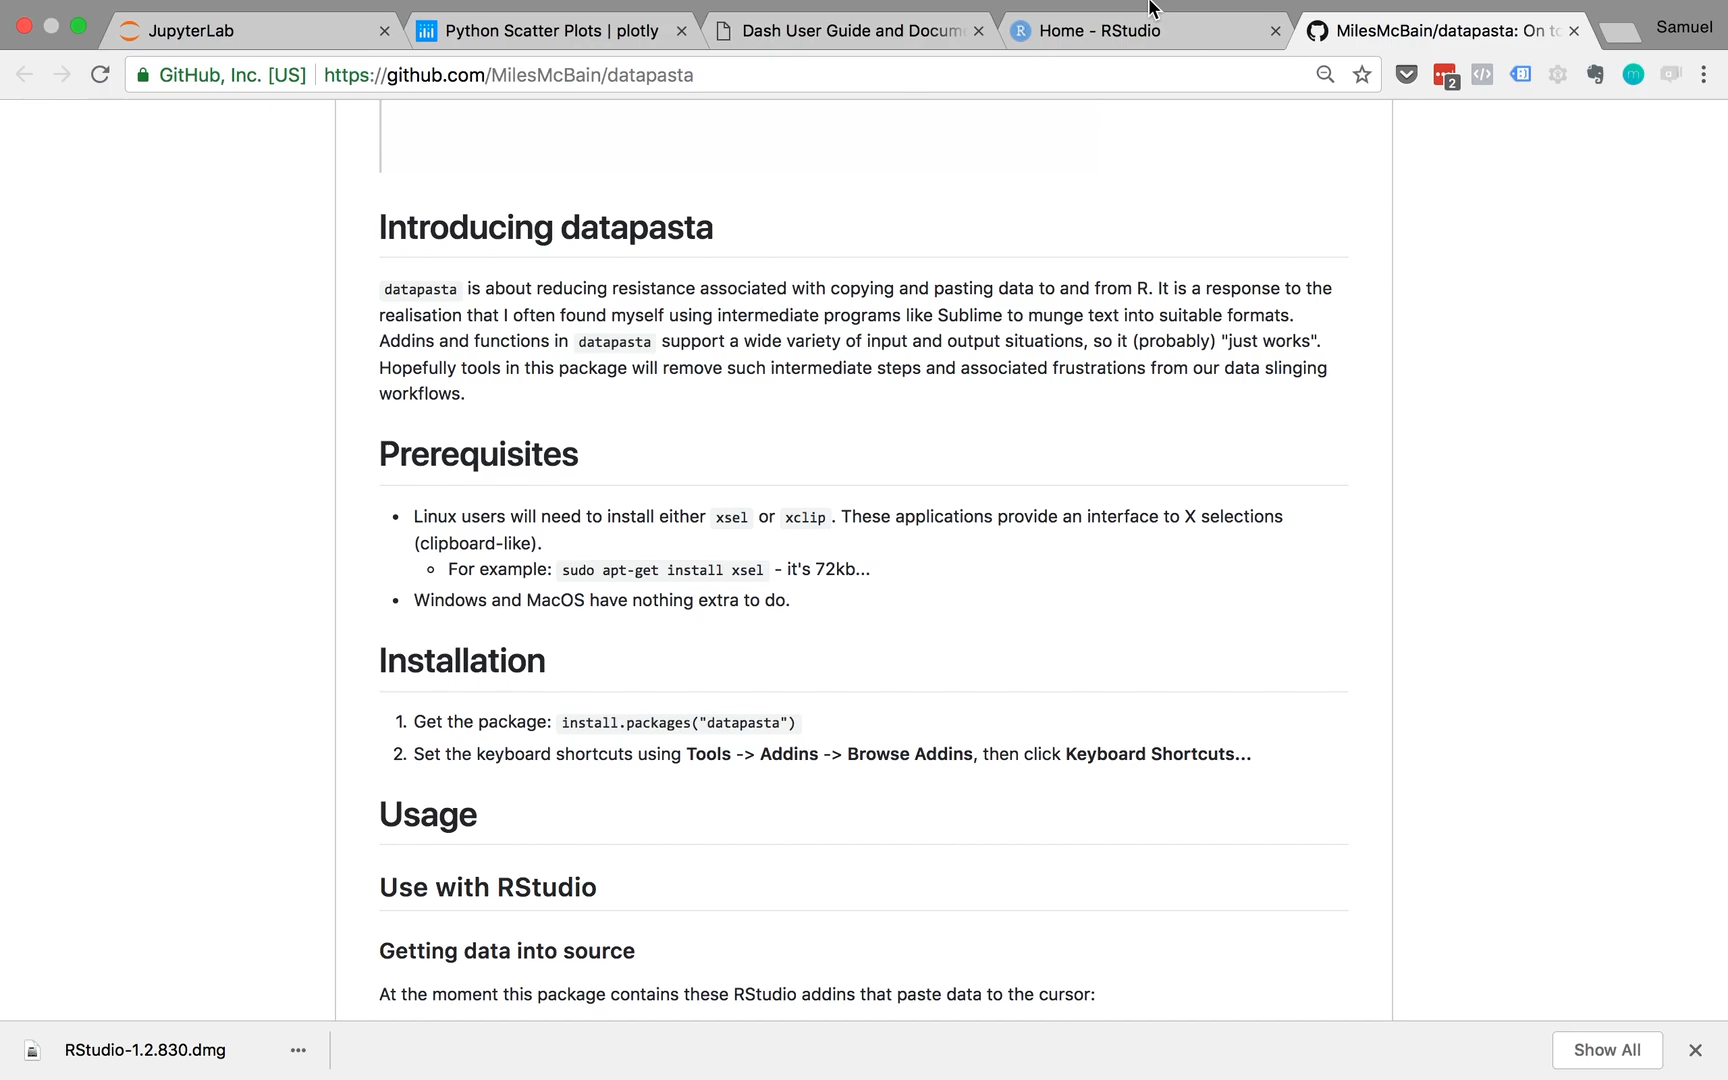 JupyterLab
Python Scatter Plots | plotly
Dash User Guide and Docum
Home - RStudio
MilesMcBain/datapasta: On to
Samuel
GitHub, Inc. [US]
https://github.com/MilesMcBain/datapasta
2
m
Introducing datapasta
datapasta is about reducing resistance associated with copying and pasting data to and from R. It is a response to the
realisation that I often found myself using intermediate programs like Sublime to munge text into suitable formats.
Addins and functions in datapasta support a wide variety of input and output situations, so it (probably) "just works".
Hopefully tools in this package will remove such intermediate steps and associated frustrations from our data slinging
workflows.
Prerequisites
• Linux users will need to install either xsel or xclip. These applications provide an interface to X selections
(clipboard-like).
○ For example: sudo apt-get install xsel - it's 72kb...
• Windows and MacOS have nothing extra to do.
Installation
1. Get the package: install.packages("datapasta")
2. Set the keyboard shortcuts using Tools -> Addins -> Browse Addins, then click Keyboard Shortcuts...
Usage
Use with RStudio
Getting data into source
At the moment this package contains these RStudio addins that paste data to the cursor:
RStudio-1.2.830.dmg
Show All